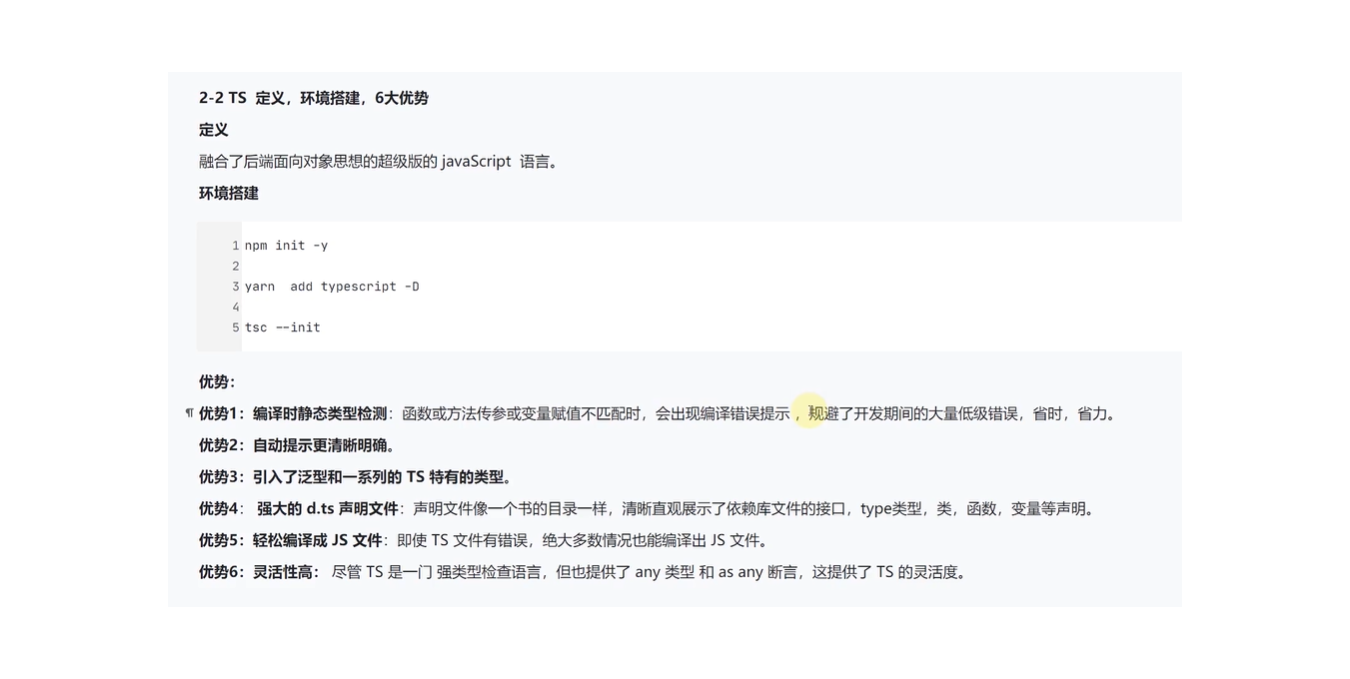 2-2 TS 定义，环境搭建，6大优势
定义
融合了后端面向对象思想的超级版的 javaScript 语言。
环境搭建
1 npm init -y
2
3 yarn  add typescript -D
4
5 tsc --init
优势：
¶ 优势1：编译时静态类型检测：函数或方法传参或变量赋值不匹配时，会出现编译错误提示 ，规避了开发期间的大量低级错误，省时，省力。
优势2：自动提示更清晰明确。
优势3：引入了泛型和一系列的 TS 特有的类型。
优势4： 强大的 d.ts 声明文件：声明文件像一个书的目录一样，清晰直观展示了依赖库文件的接口，type类型，类，函数，变量等声明。
优势5：轻松编译成 JS 文件：即使 TS 文件有错误，绝大多数情况也能编译出 JS 文件。
优势6：灵活性高： 尽管 TS 是一门 强类型检查语言，但也提供了 any 类型 和 as any 断言，这提供了 TS 的灵活度。